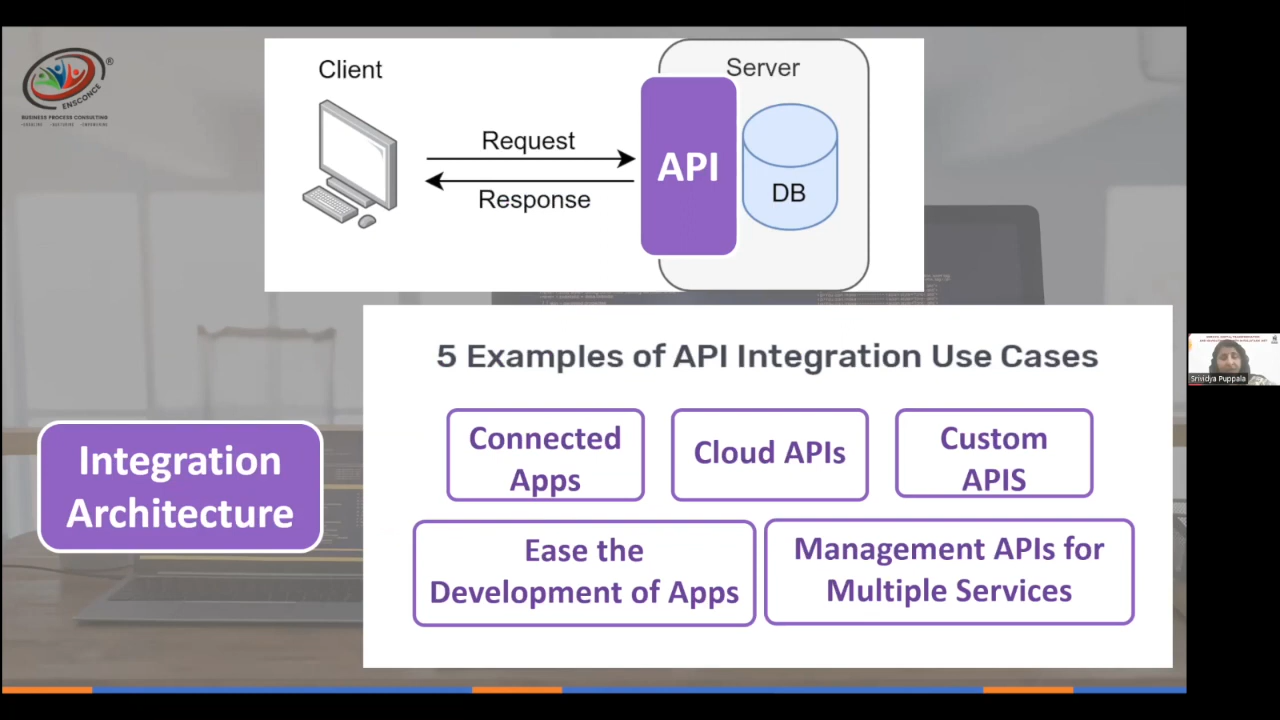 ®
ENSCONCE
BUSINESS PROCESS CONSULTING
Client
Server
Request
API
Response
DB
5 Examples of API Integration Use Cases
Connected
Apps
Cloud APIs
Custom
APIS
Integration
Architecture
Ease the
Development of Apps
Management APIs for
Multiple Services
Srividya Puppala